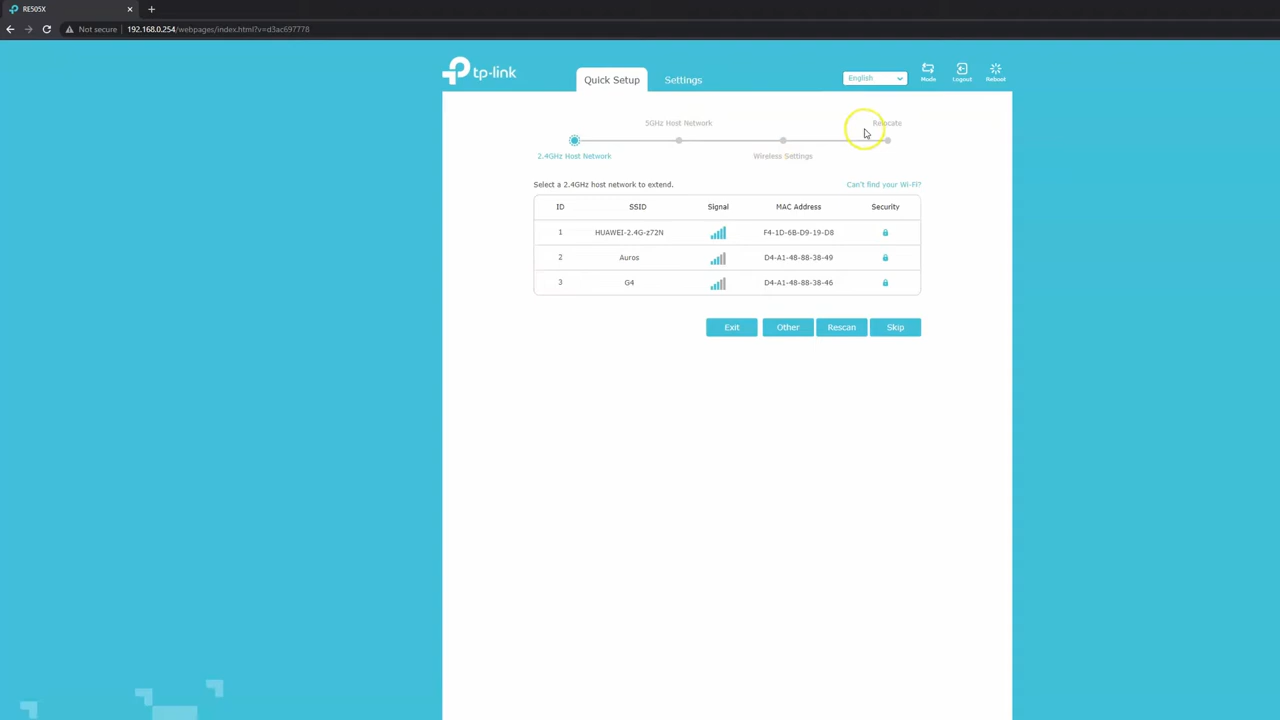 RE505X
Not secure 192.168.0.254/webpages/index.html?v=d3ac697778
tp-link
Quick Setup
Settings
English
Mode
Logout
Reboot
5GHz Host Network
Relocate
2.4GHz Host Network
Wireless Settings
Select a 2.4GHz host network to extend.
Can't find your Wi-Fi?
ID SSID Signal MAC Address Security
1 HUAWEI-2.4G-z72N F4-1D-6B-D9-19-D8
2 Auros D4-A1-48-88-38-49
3 G4 D4-A1-48-88-38-46
Exit Other Rescan Skip